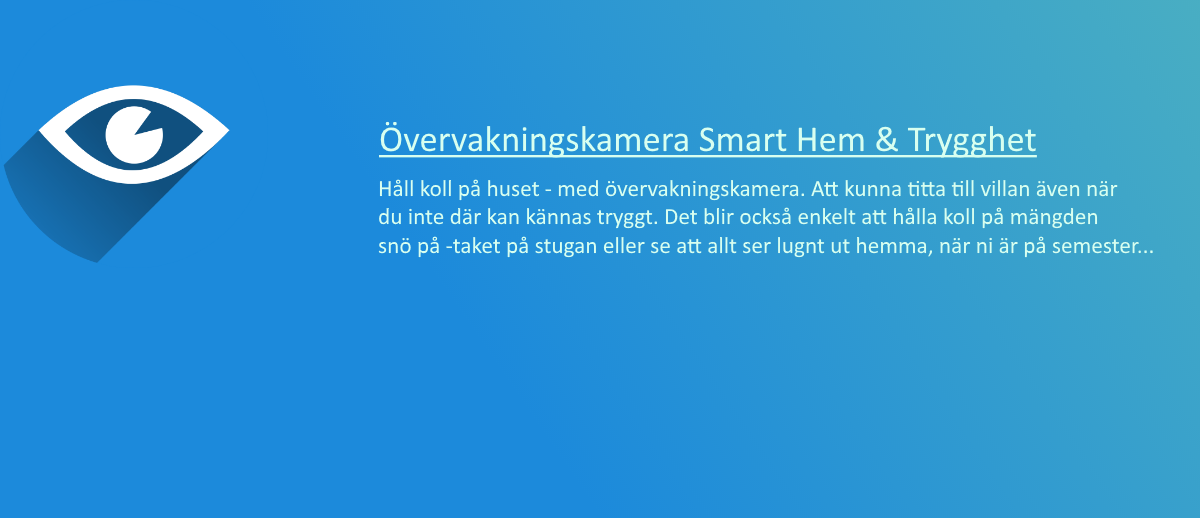 Övervakningskamera Smart Hem & Trygghet
Håll koll på huset - med övervakningskamera. Att kunna titta till villan även när
du inte där kan kännas tryggt. Det blir också enkelt att hålla koll på mängden
snö på -taket på stugan eller se att allt ser lugnt ut hemma, när ni är på semester...